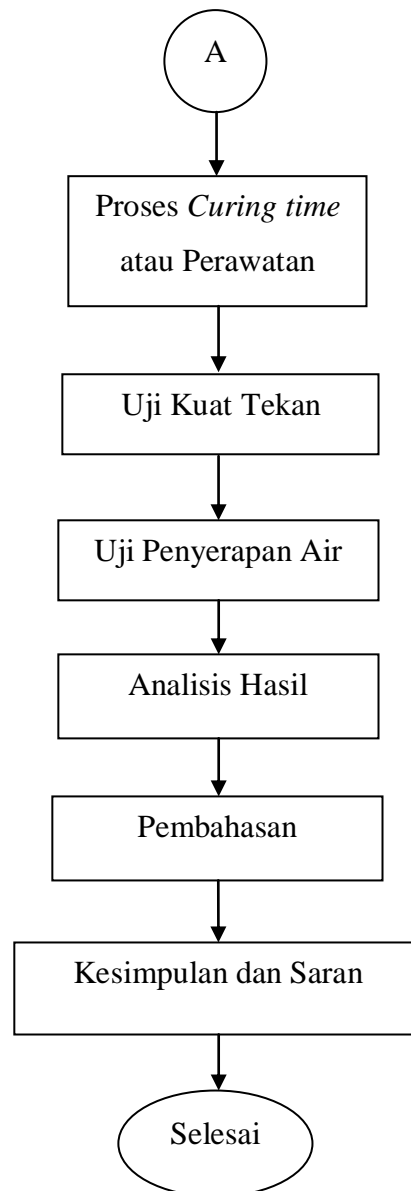 A
Proses Curing time
atau Perawatan
Uji Kuat Tekan
Uji Penyerapan Air
Analisis Hasil
Pembahasan
Kesimpulan dan Saran
Selesai